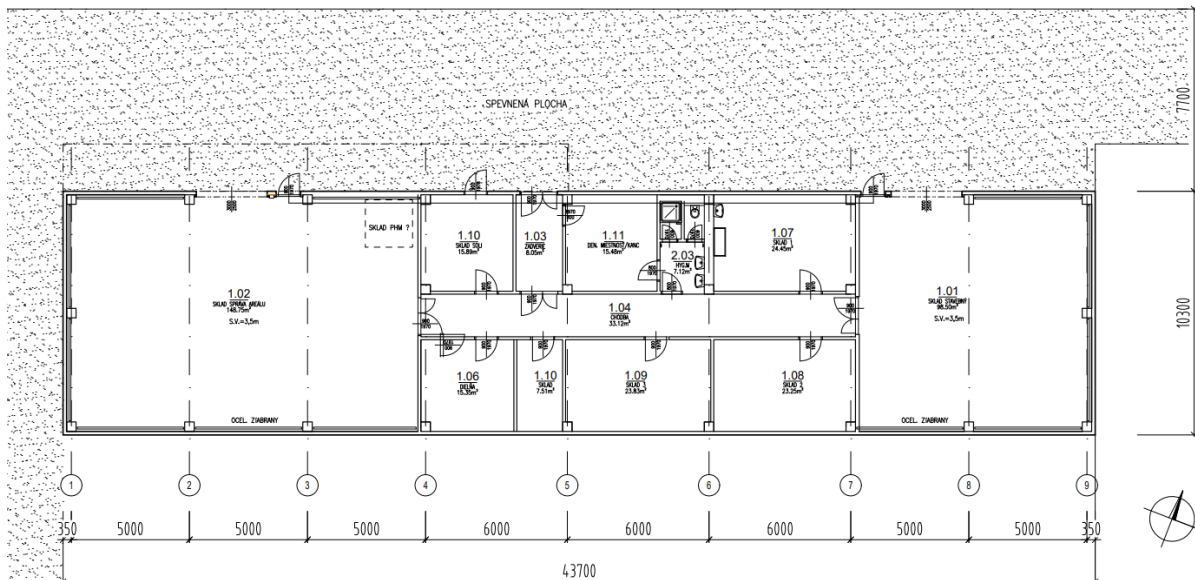 SPEVNENÁ PLOCHA
7700
SKLAD PHM ?
1.10
SKLAD SOLI
15.89m²
1.03
ZÁDVERIE
8.05m²
1.11
DEN. MIESTNOSŤ/KANC
15.48m²
2.03
HYG.M
7.12m²
1.07
SKLAD 1
24.45m²
1.02
SKLAD SPRÁVA AREÁLU
148.75m²
S.V.=3,5m
1.04
CHODBA
33.12m²
1.01
SKLAD STAVEBNÝ
98.50m²
S.V.=3,5m
10300
1.06
DIELŇA
15.35m²
1.10
SKLAD
7.51m²
1.09
SKLAD 3
23.83m²
1.08
SKLAD 2
23.25m²
OCEL. ZIABRANY
OCEL. ZIABRANY
1 2 3 4 5 6 7 8 9
350 5000 5000 5000 6000 6000 6000 5000 5000 350
43700